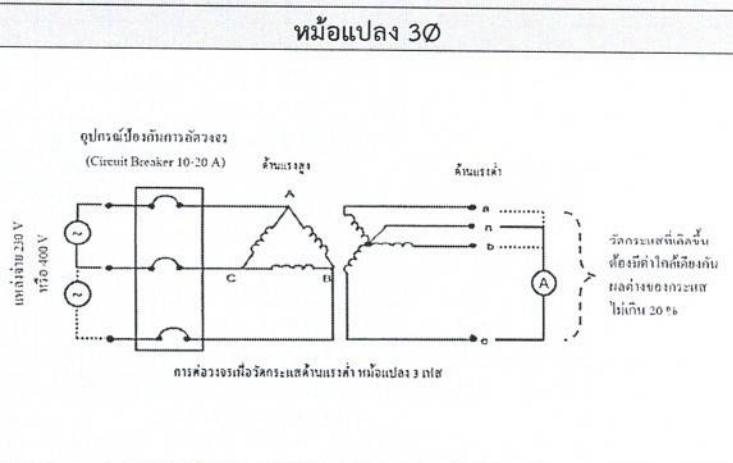 หม้อแปลง 3Ø
อุปกรณ์ป้องกันการลัดวงจร
(Circuit Breaker 10-20 A)
ด้านแรงสูง
ด้านแรงต่ำ
A
C
B
a
n
b
c
A
แหล่งจ่าย 230 V
หรือ 400 V
วัดกระแสที่เกิดขึ้น
ต้องมีค่าใกล้เคียงกัน
ผลต่างของกระแส
ไม่เกิน 20 %
การต่อวงจรเพื่อวัดกระแสด้านแรงต่ำ หม้อแปลง 3 เฟส